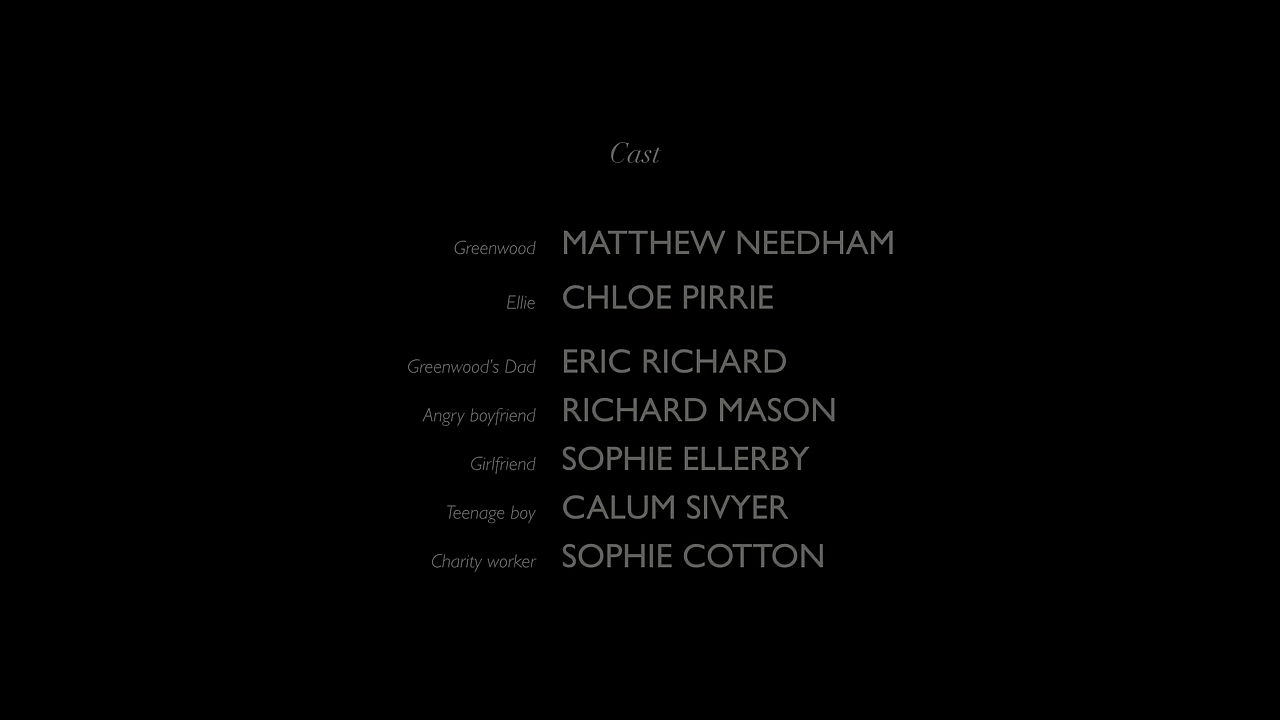 Cast
Greenwood MATTHEW NEEDHAM
Ellie CHLOE PIRRIE
Greenwood's Dad ERIC RICHARD
Angry boyfriend RICHARD MASON
Girlfriend SOPHIE ELLERBY
Teenage boy CALUM SIVYER
Charity worker SOPHIE COTTON